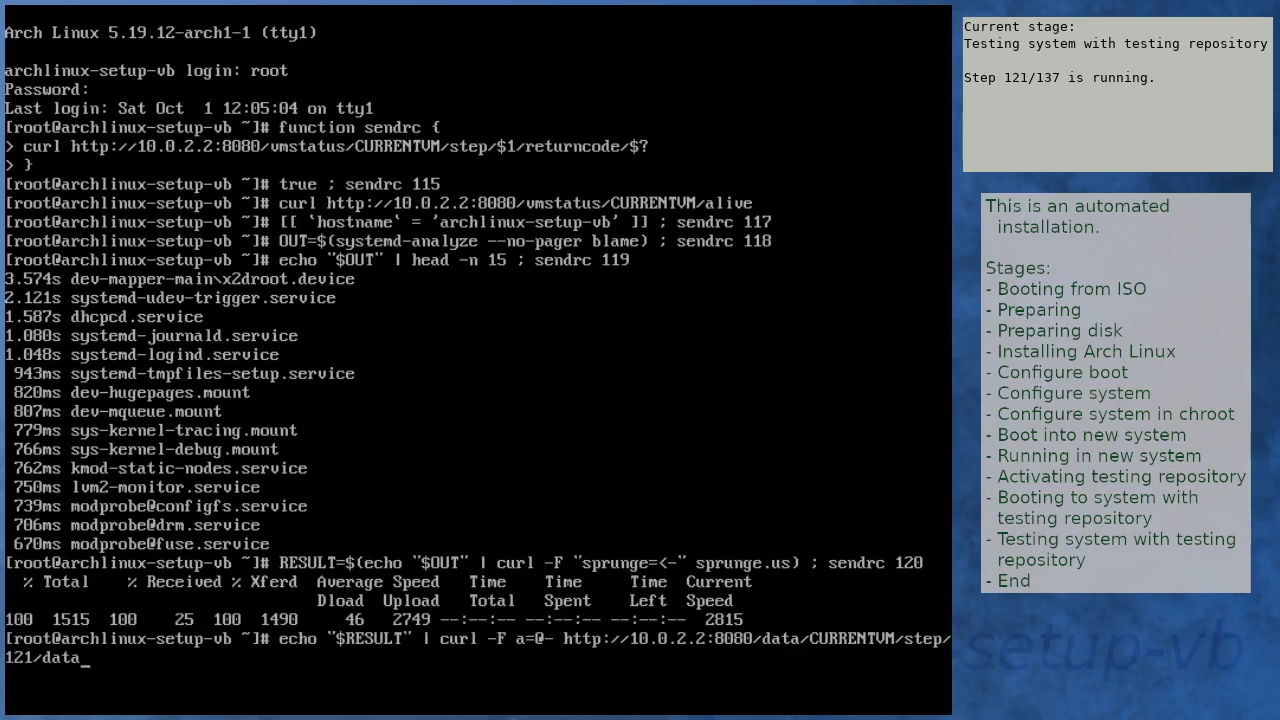 Arch Linux 5.19.12-arch1-1 (tty1)
archlinux-setup-vb login: root
Password:
Last login: Sat Oct  1 12:05:04 on tty1
[root@archlinux-setup-vb ~]# function sendrc {
> curl http://10.0.2.2:8080/vmstatus/CURRENTVM/step/$1/returncode/$?
> }
[root@archlinux-setup-vb ~]# true ; sendrc 115
[root@archlinux-setup-vb ~]# curl http://10.0.2.2:8080/vmstatus/CURRENTVM/alive
[root@archlinux-setup-vb ~]# [[ `hostname` = 'archlinux-setup-vb' ]] ; sendrc 117
[root@archlinux-setup-vb ~]# OUT=$(systemd-analyze --no-pager blame) ; sendrc 118
[root@archlinux-setup-vb ~]# echo "$OUT" | head -n 15 ; sendrc 119
3.574s dev-mapper-main\x2droot.device
2.121s systemd-udev-trigger.service
1.587s dhcpcd.service
1.080s systemd-journald.service
1.048s systemd-logind.service
943ms systemd-tmpfiles-setup.service
820ms dev-hugepages.mount
807ms dev-mqueue.mount
779ms sys-kernel-tracing.mount
766ms sys-kernel-debug.mount
762ms kmod-static-nodes.service
750ms lvm2-monitor.service
739ms modprobe@configfs.service
706ms modprobe@drm.service
670ms modprobe@fuse.service
[root@archlinux-setup-vb ~]# RESULT=$(echo "$OUT" | curl -F "sprunge=<-" sprunge.us) ; sendrc 120
% Total    % Received % Xferd  Average Speed   Time    Time     Time  Current
Dload  Upload   Total   Spent    Left  Speed
100  1515  100    25  100  1490     46   2749 --:--:-- --:--:-- --:--:--  2815
[root@archlinux-setup-vb ~]# echo "$RESULT" | curl -F a=@- http://10.0.2.2:8080/data/CURRENTVM/step/
121/data_
Current stage:
Testing system with testing repository
Step 121/137 is running.
This is an automated
installation.
Stages:
- Booting from ISO
- Preparing
- Preparing disk
- Installing Arch Linux
- Configure boot
- Configure system
- Configure system in chroot
- Boot into new system
- Running in new system
- Activating testing repository
- Booting to system with
testing repository
- Testing system with testing
repository
- End
setup-vb